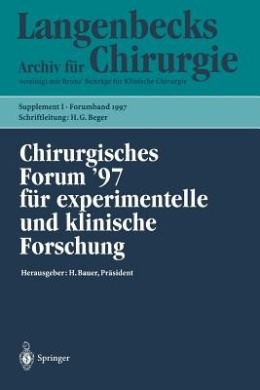 Langenbecks
Archiv für Chirurgie
vereinigt mit Bruns' Beiträge für Klinische Chirurgie
Supplement I · Forumband 1997
Schriftleitung: H. G. Beger
Chirurgisches
Forum '97
für experimentelle
und klinische
Forschung
Herausgeber: H. Bauer, Präsident
Springer